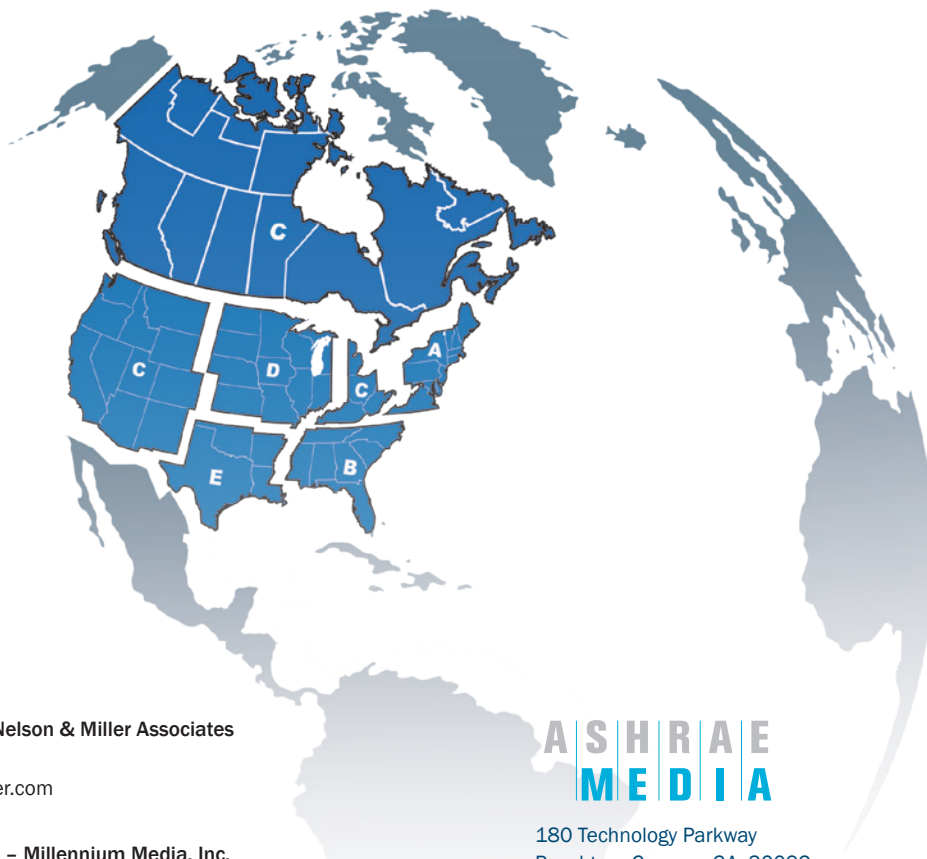 C
C
D
A
C
E
B
Nelson & Miller Associates
er.com
– Millennium Media, Inc.
ASHRAE
MEDIA
180 Technology Parkway